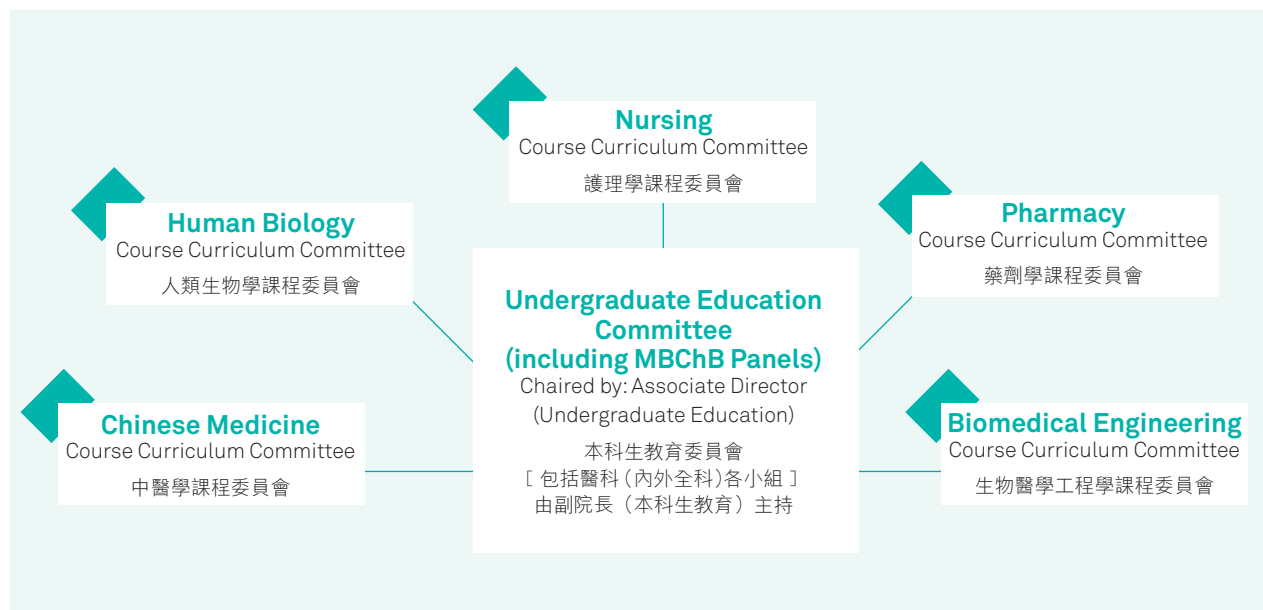 Nursing
Course Curriculum Committee
護理學課程委員會
Human Biology
Course Curriculum Committee
人類生物學課程委員會
Pharmacy
Course Curriculum Committee
藥劑學課程委員會
Undergraduate Education
Committee
(including MBChB Panels)
Chaired by: Associate Director
(Undergraduate Education)
本科生教育委員會
［ 包括醫科（內外全科）各小組 ］
由副院長（本科生教育）主持
Chinese Medicine
Course Curriculum Committee
中醫學課程委員會
Biomedical Engineering
Course Curriculum Committee
生物醫學工程學課程委員會